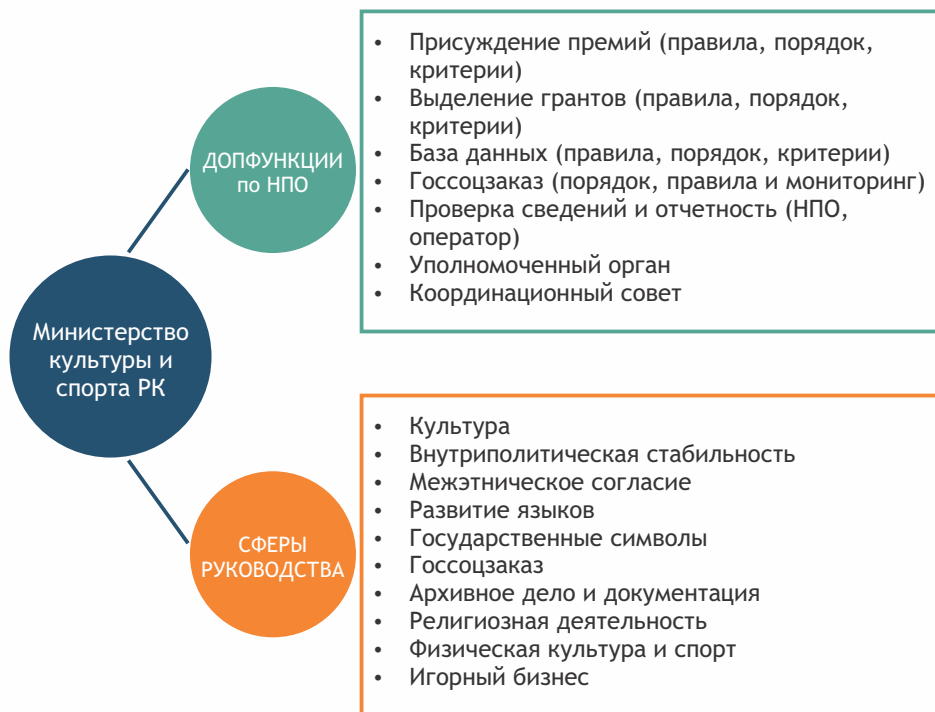 Министерство
культуры и
спорта РК
ДОПФУНКЦИИ
по НПО
• Присуждение премий (правила, порядок,
критерии)
• Выделение грантов (правила, порядок,
критерии)
• База данных (правила, порядок, критерии)
• Госсоцзаказ (порядок, правила и мониторинг)
• Проверка сведений и отчетность (НПО,
оператор)
• Уполномоченный орган
• Координационный совет
СФЕРЫ
РУКОВОДСТВА
• Культура
• Внутриполитическая стабильность
• Межэтническое согласие
• Развитие языков
• Государственные символы
• Госсоцзаказ
• Архивное дело и документация
• Религиозная деятельность
• Физическая культура и спорт
• Игорный бизнес